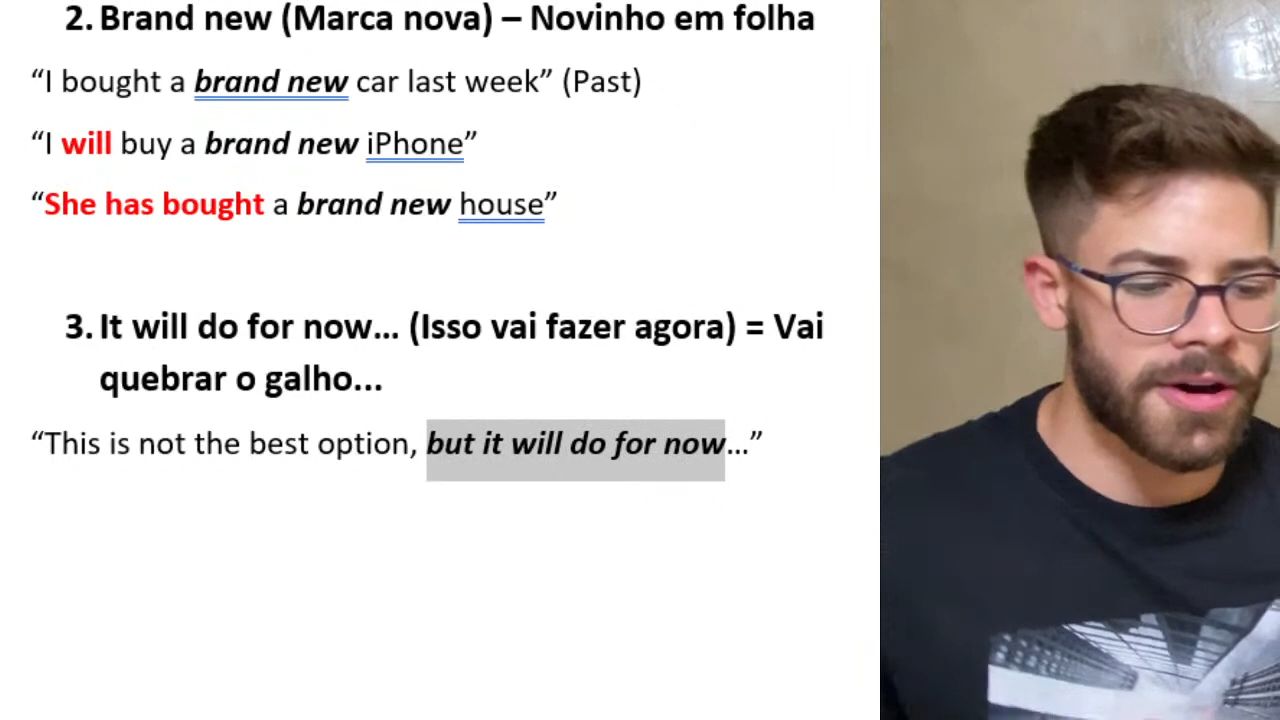 2. Brand new (Marca nova) – Novinho em folha
“I bought a brand new car last week” (Past)
“I will buy a brand new iPhone”
“She has bought a brand new house”
3. It will do for now... (Isso vai fazer agora) = Vai
quebrar o galho...
“This is not the best option, but it will do for now...”